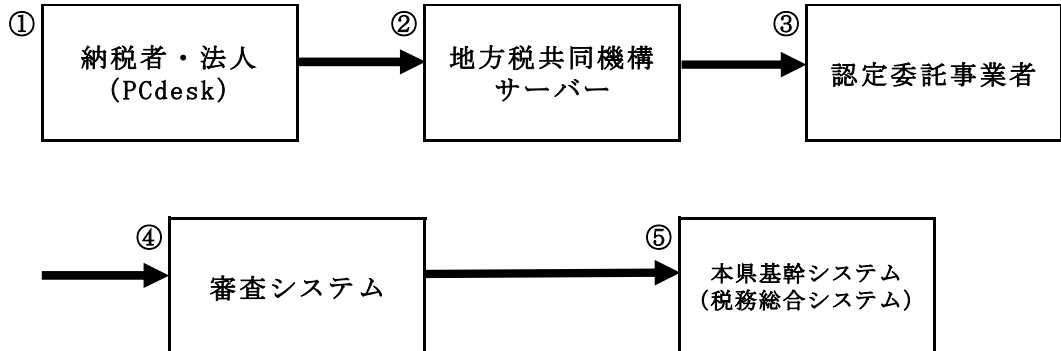 ①
納税者・法人
(PCdesk)
②
地方税共同機構
サーバー
③
認定委託事業者
④
審査システム
⑤
本県基幹システム
(税務総合システム)